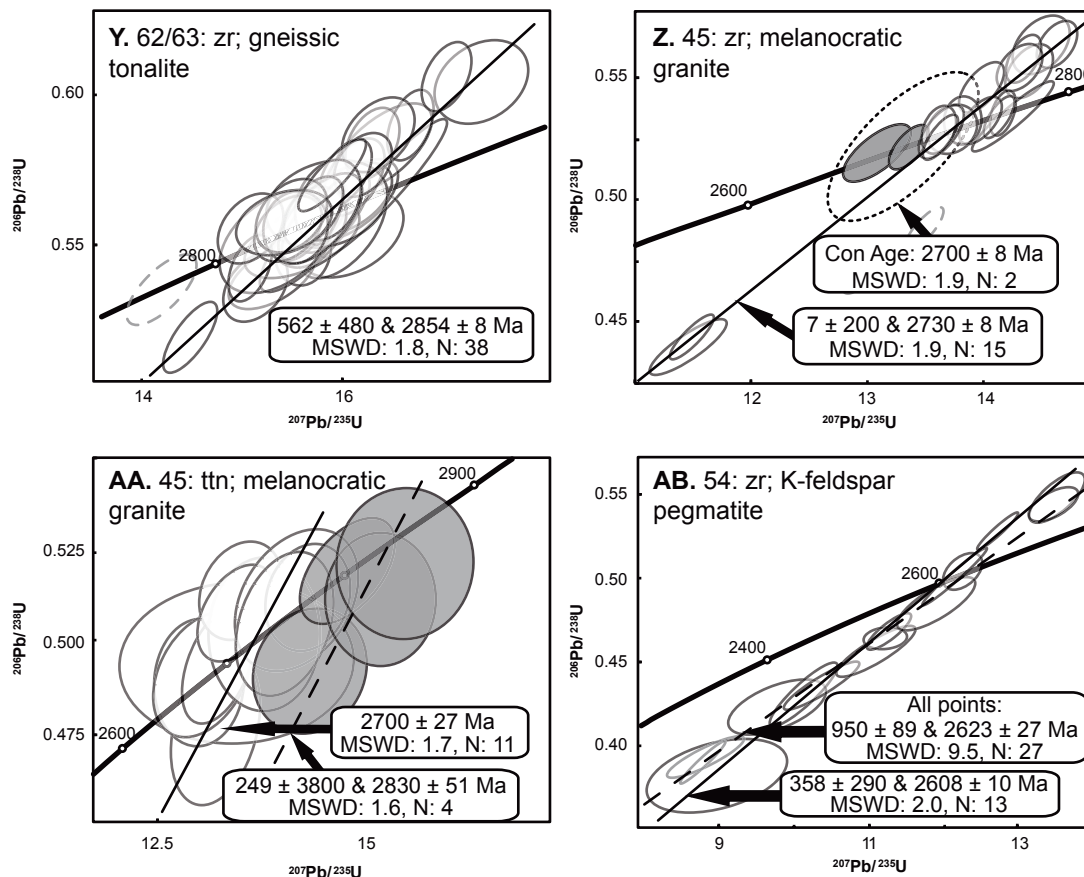 Y. 62/63: zr; gneissic
tonalite
0.60
0.55
2800
562 ± 480 & 2854 ± 8 Ma
MSWD: 1.8, N: 38
14
16
²⁰⁶Pb/²³⁸U
²⁰⁷Pb/²³⁵U
Z. 45: zr; melanocratic
granite
0.55
0.50
0.45
2800
2600
Con Age: 2700 ± 8 Ma
MSWD: 1.9, N: 2
7 ± 200 & 2730 ± 8 Ma
MSWD: 1.9, N: 15
12
13
14
²⁰⁶Pb/²³⁸U
²⁰⁷Pb/²³⁵U
AA. 45: ttn; melanocratic
granite
2900
0.525
0.500
0.475
2600
2700 ± 27 Ma
MSWD: 1.7, N: 11
249 ± 3800 & 2830 ± 51 Ma
MSWD: 1.6, N: 4
12.5
15
²⁰⁶Pb/²³⁸U
²⁰⁷Pb/²³⁵U
AB. 54: zr; K-feldspar
pegmatite
0.55
0.50
0.45
0.40
2600
2400
All points:
950 ± 89 & 2623 ± 27 Ma
MSWD: 9.5, N: 27
358 ± 290 & 2608 ± 10 Ma
MSWD: 2.0, N: 13
9
11
13
²⁰⁶Pb/²³⁸U
²⁰⁷Pb/²³⁵U